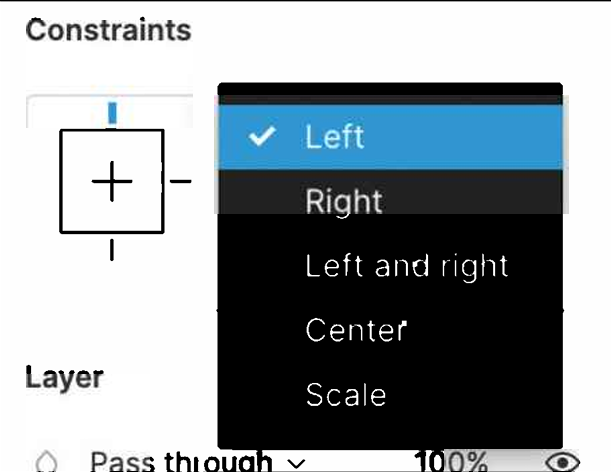 Constraints
Left
Right
Left and right
Center
Scale
Layer
Pass through 100%